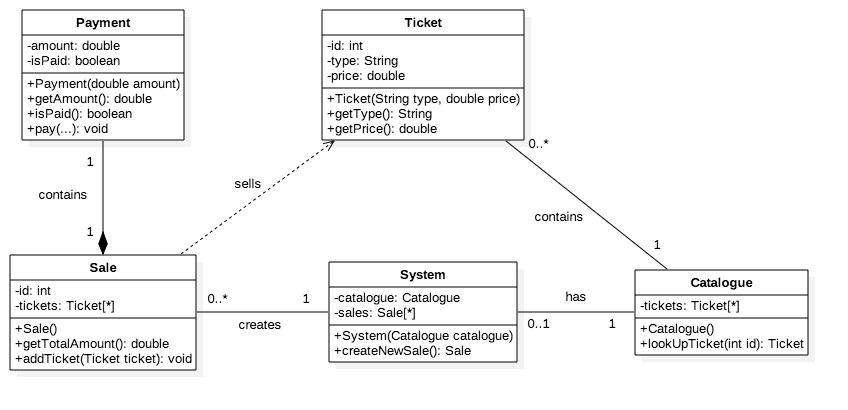 Payment
-amount: double
-isPaid: boolean
+Payment(double amount)
+getAmount(): double
+isPaid(): boolean
+pay(...): void
Ticket
-id: int
-type: String
-price: double
+Ticket(String type, double price)
+getType(): String
+getPrice(): double
1
contains
1
sells
0..*
contains
1
Sale
-id: int
-tickets: Ticket[*]
+Sale()
+getTotalAmount(): double
+addTicket(Ticket ticket): void
0..*
1
creates
System
-catalogue: Catalogue
-sales: Sale[*]
+System(Catalogue catalogue)
+createNewSale(): Sale
has
0..1
1
Catalogue
-tickets: Ticket[*]
+Catalogue()
+lookUpTicket(int id): Ticket